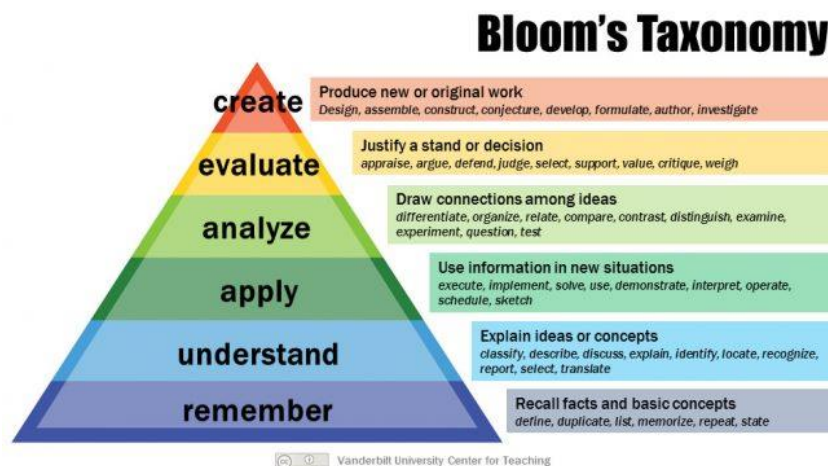 Bloom's Taxonomy
create
Produce new or original work
Design, assemble, construct, conjecture, develop, formulate, author, investigate
evaluate
Justify a stand or decision
appraise, argue, defend, judge, select, support, value, critique, weigh
analyze
Draw connections among ideas
differentiate, organize, relate, compare, contrast, distinguish, examine,
experiment, question, test
apply
Use information in new situations
execute, implement, solve, use, demonstrate, interpret, operate,
schedule, sketch
understand
Explain ideas or concepts
classify, describe, discuss, explain, identify, locate, recognize,
report, select, translate
remember
Recall facts and basic concepts
define, duplicate, list, memorize, repeat, state
cc Vanderbilt University Center for Teaching